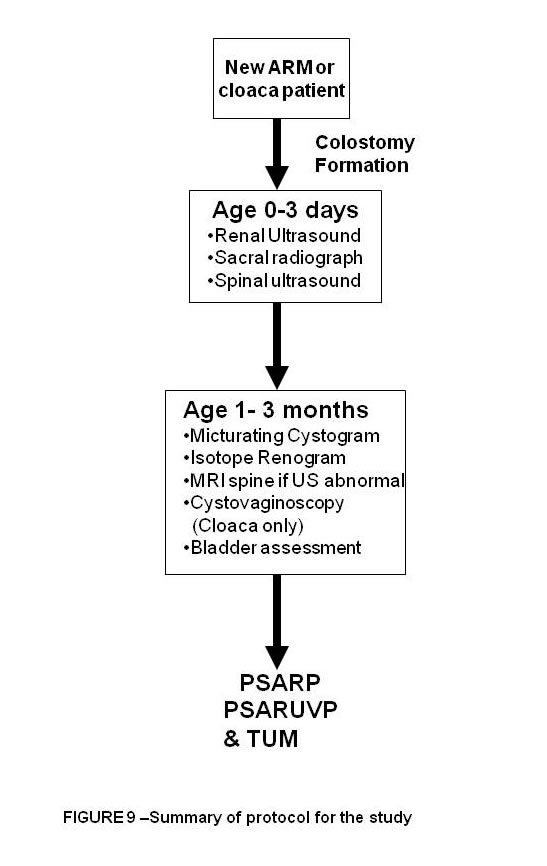 New ARM or
cloaca patient
Colostomy
Formation
Age 0-3 days
•Renal Ultrasound
•Sacral radiograph
•Spinal ultrasound
Age 1- 3 months
•Micturating Cystogram
•Isotope Renogram
•MRI spine if US abnormal
•Cystovaginoscopy
(Cloaca only)
•Bladder assessment
PSARP
PSARUVP
& TUM
FIGURE 9 –Summary of protocol for the study